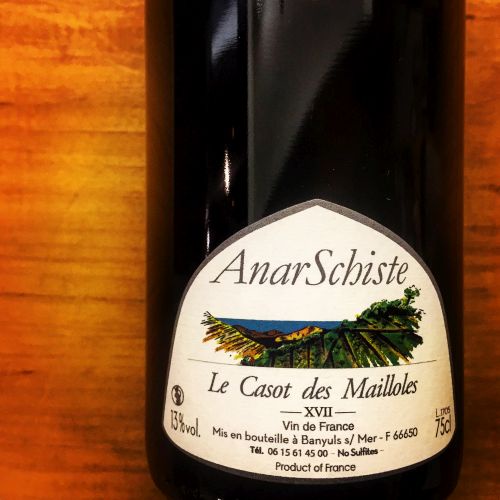 AnarSchiste
Le Casot des Mailloles
XVII
Vin de France
13%vol.
Mis en bouteille à Banyuls s/ Mer - F 66650
L.1705
75cl
Tél. 06 15 61 45 00 - No Sulfites -
Product of France